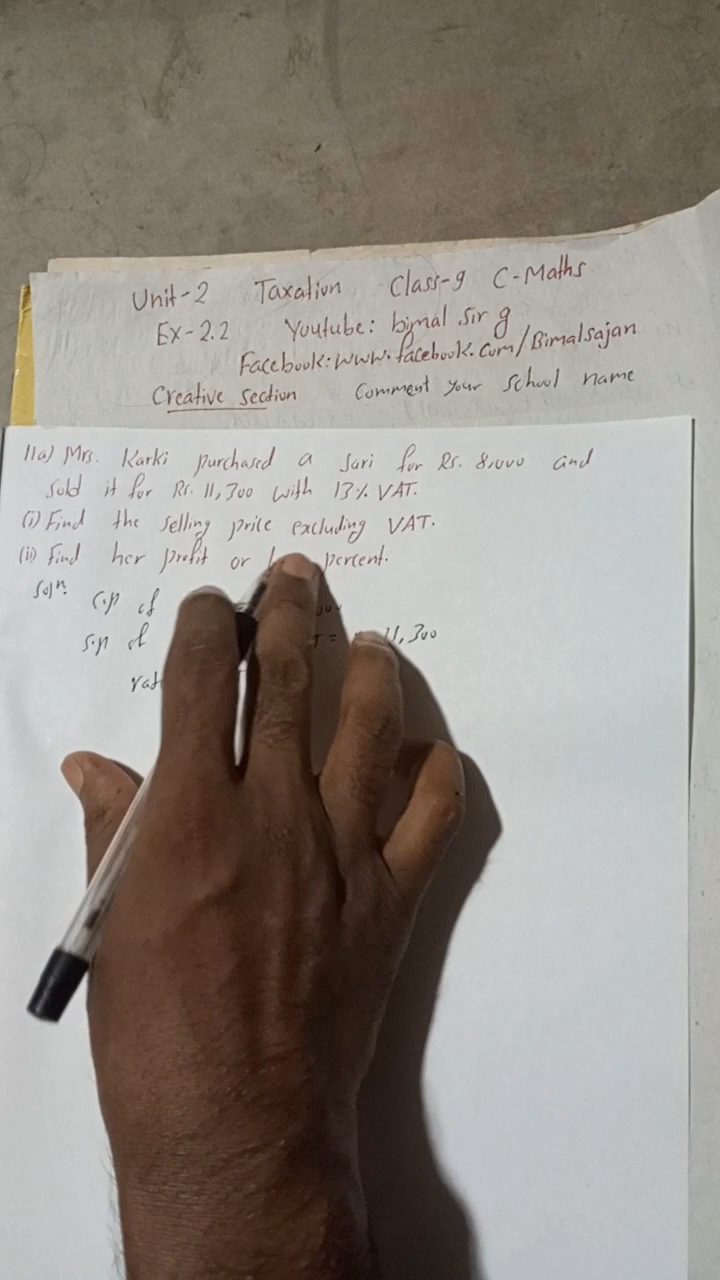 Unit-2 Taxation Class-9 C-Maths
Ex-2.2 Youtube: bimal sir g
Facebook: www.facebook.com/Bimalsajan
Creative section Comment your school name
11a) Mrs. Karki purchased a sari for Rs. 8,000 and
sold it for Rs. 11,300 with 13% VAT.
(i) Find the selling price excluding VAT.
(ii) Find her profit or percent.
Soln.
C.P of
S.P of = 11,300